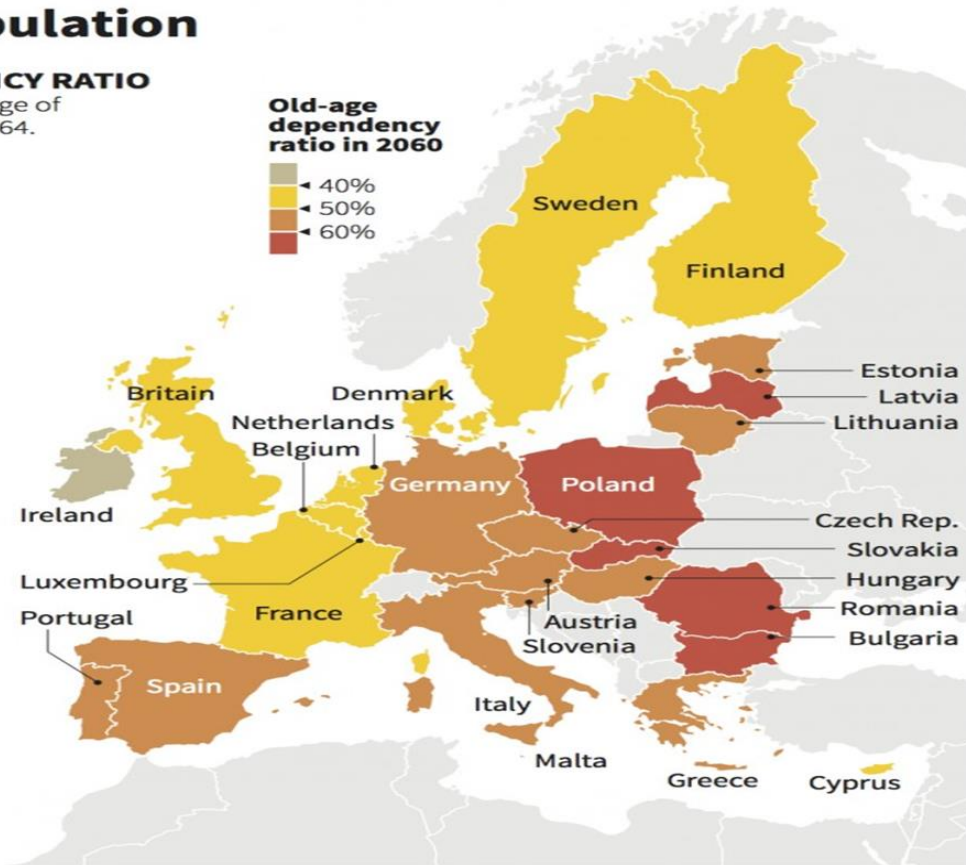 pulation
CY RATIO
ge of
64.
Old-age
dependency
ratio in 2060
40%
50%
60%
Sweden
Finland
Estonia
Latvia
Lithuania
Britain
Denmark
Netherlands
Belgium
Germany
Poland
Ireland
Czech Rep.
Slovakia
Luxembourg
Hungary
Portugal
France
Romania
Austria
Bulgaria
Slovenia
Spain
Italy
Malta
Greece
Cyprus